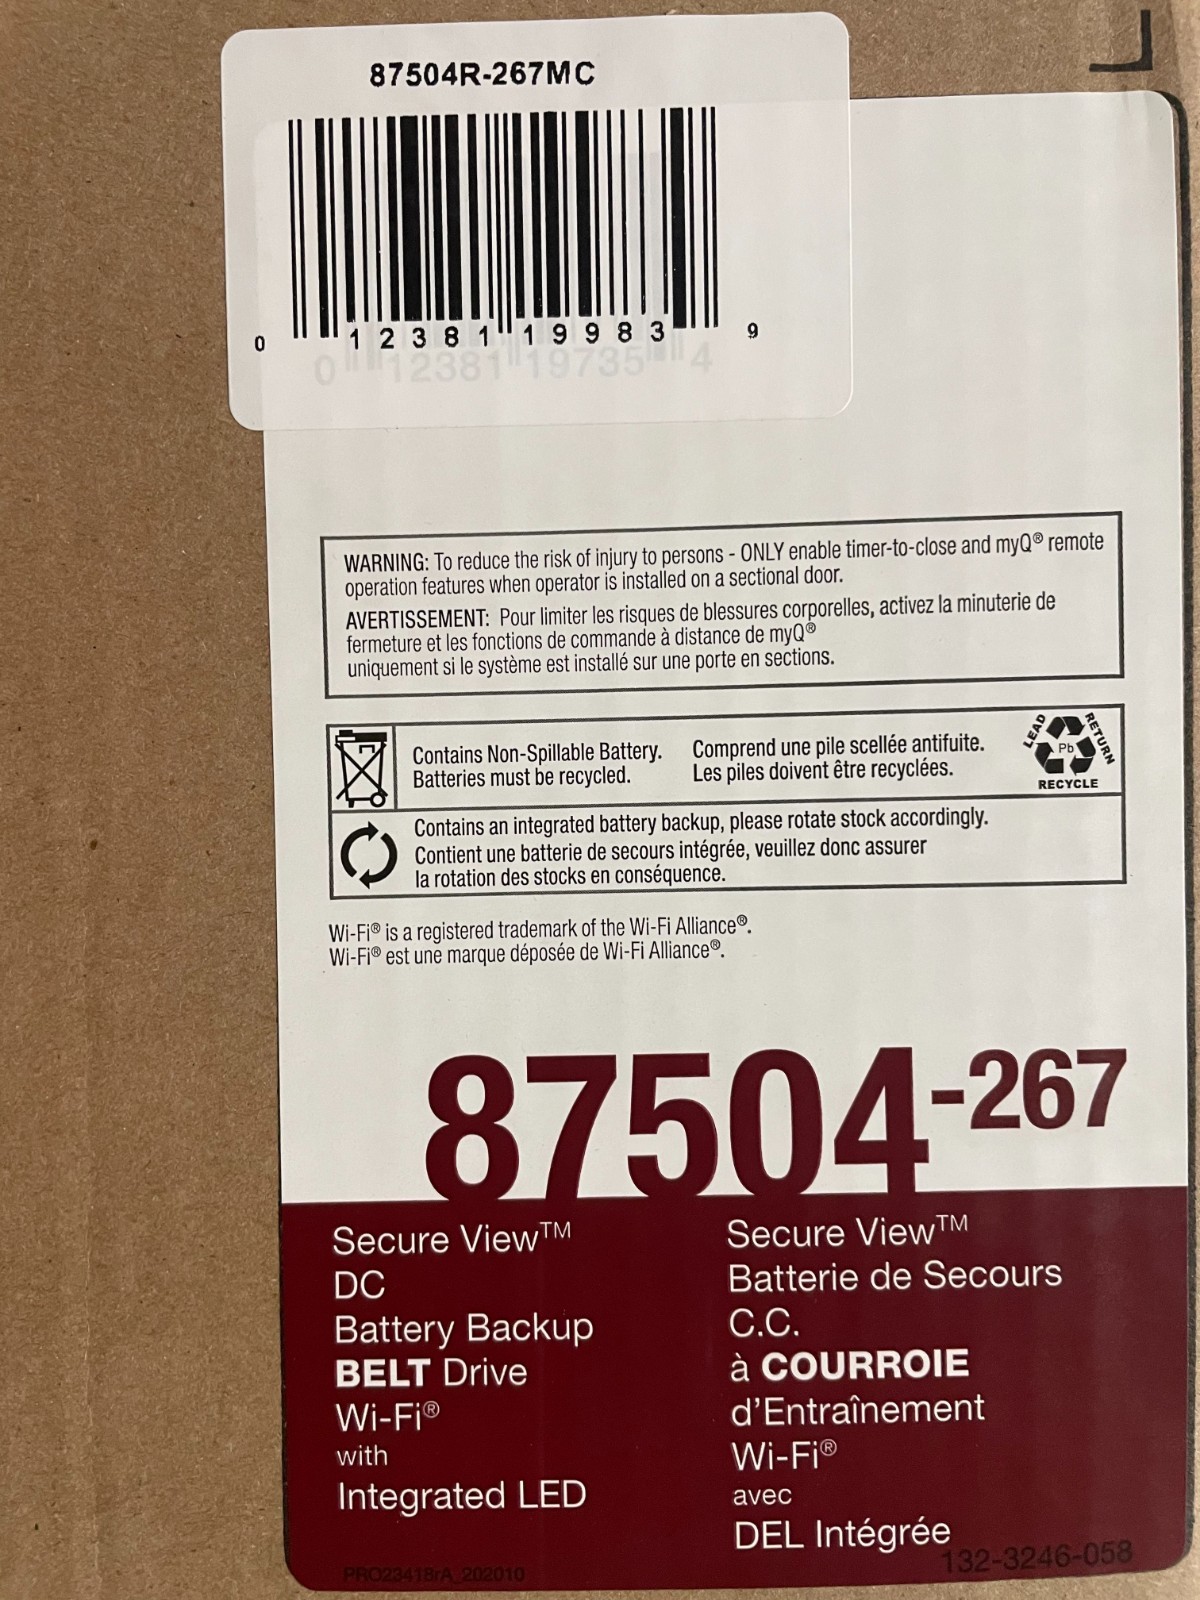 87504R-267MC
0 12381 19983 9
0 12381 19735 4
WARNING: To reduce the risk of injury to persons - ONLY enable timer-to-close and myQ® remote
operation features when operator is installed on a sectional door.
AVERTISSEMENT: Pour limiter les risques de blessures corporelles, activez la minuterie de
fermeture et les fonctions de commande à distance de myQ®
uniquement si le système est installé sur une porte en sections.
Contains Non-Spillable Battery.
Batteries must be recycled.
Comprend une pile scellée antifuite.
Les piles doivent être recyclées.
LEAD
RETURN
Pb
RECYCLE
Contains an integrated battery backup, please rotate stock accordingly.
Contient une batterie de secours intégrée, veuillez donc assurer
la rotation des stocks en conséquence.
Wi-Fi® is a registered trademark of the Wi-Fi Alliance®.
Wi-Fi® est une marque déposée de Wi-Fi Alliance®.
87504-267
Secure View™
DC
Battery Backup
BELT Drive
Wi-Fi®
with
Integrated LED
Secure View™
Batterie de Secours
C.C.
à COURROIE
d'Entraînement
Wi-Fi®
avec
DEL Intégrée
PRO23418rA_202010
132-3246-058